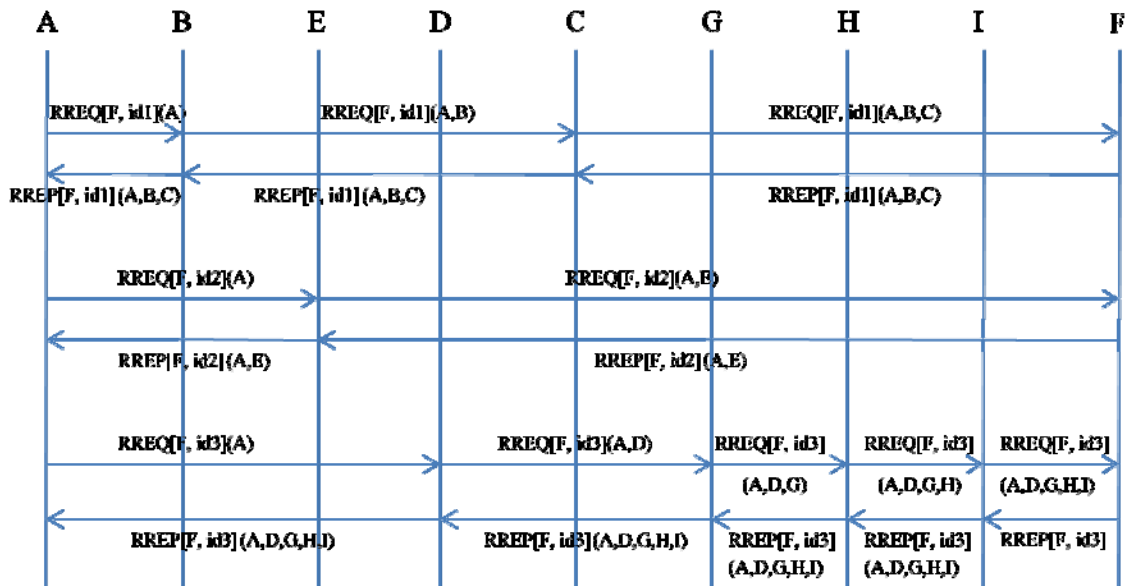 A B E D C G H I F
RREQ[F, id1](A) RREQ[F, id1](A,B) RREQ[F, id1](A,B,C)
RREP[F, id1](A,B,C) RREP[F, id1](A,B,C) RREP[F, id1](A,B,C)
RREQ[F, id2](A) RREQ[F, id2](A,E)
RREP[F, id2](A,E) RREP[F, id2](A,E)
RREQ[F, id3](A) RREQ[F, id3](A,D) RREQ[F, id3] RREQ[F, id3] RREQ[F, id3]
(A,D,G) (A,D,G,H) (A,D,G,H,I)
RREP[F, id3](A,D,G,H,I) RREP[F, id3](A,D,G,H,I) RREP[F, id3] RREP[F, id3] RREP[F, id3]
(A,D,G,H,I) (A,D,G,H,I)